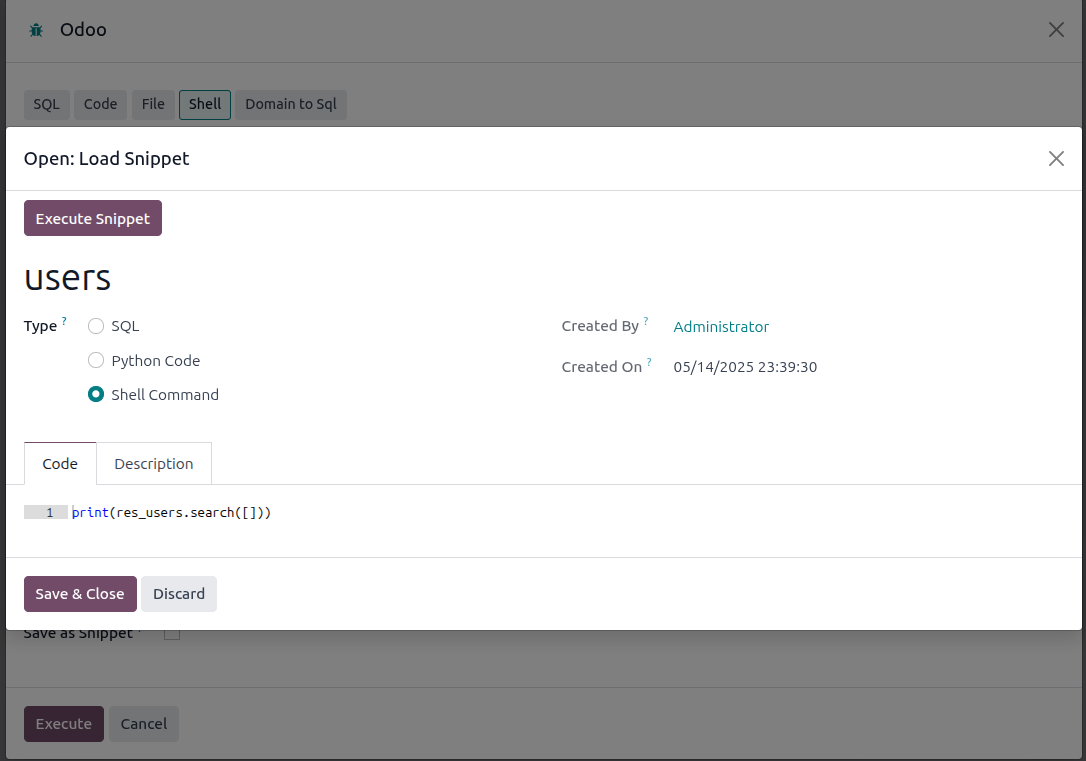 Odoo
SQL Code File Shell Domain to Sql
Open: Load Snippet
Execute Snippet
users
Type ? SQL
Created By ? Administrator
Python Code
Created On ? 05/14/2025 23:39:30
Shell Command
Code Description
1 print(res_users.search([]))
Save & Close Discard
Save as Snippet
Execute Cancel